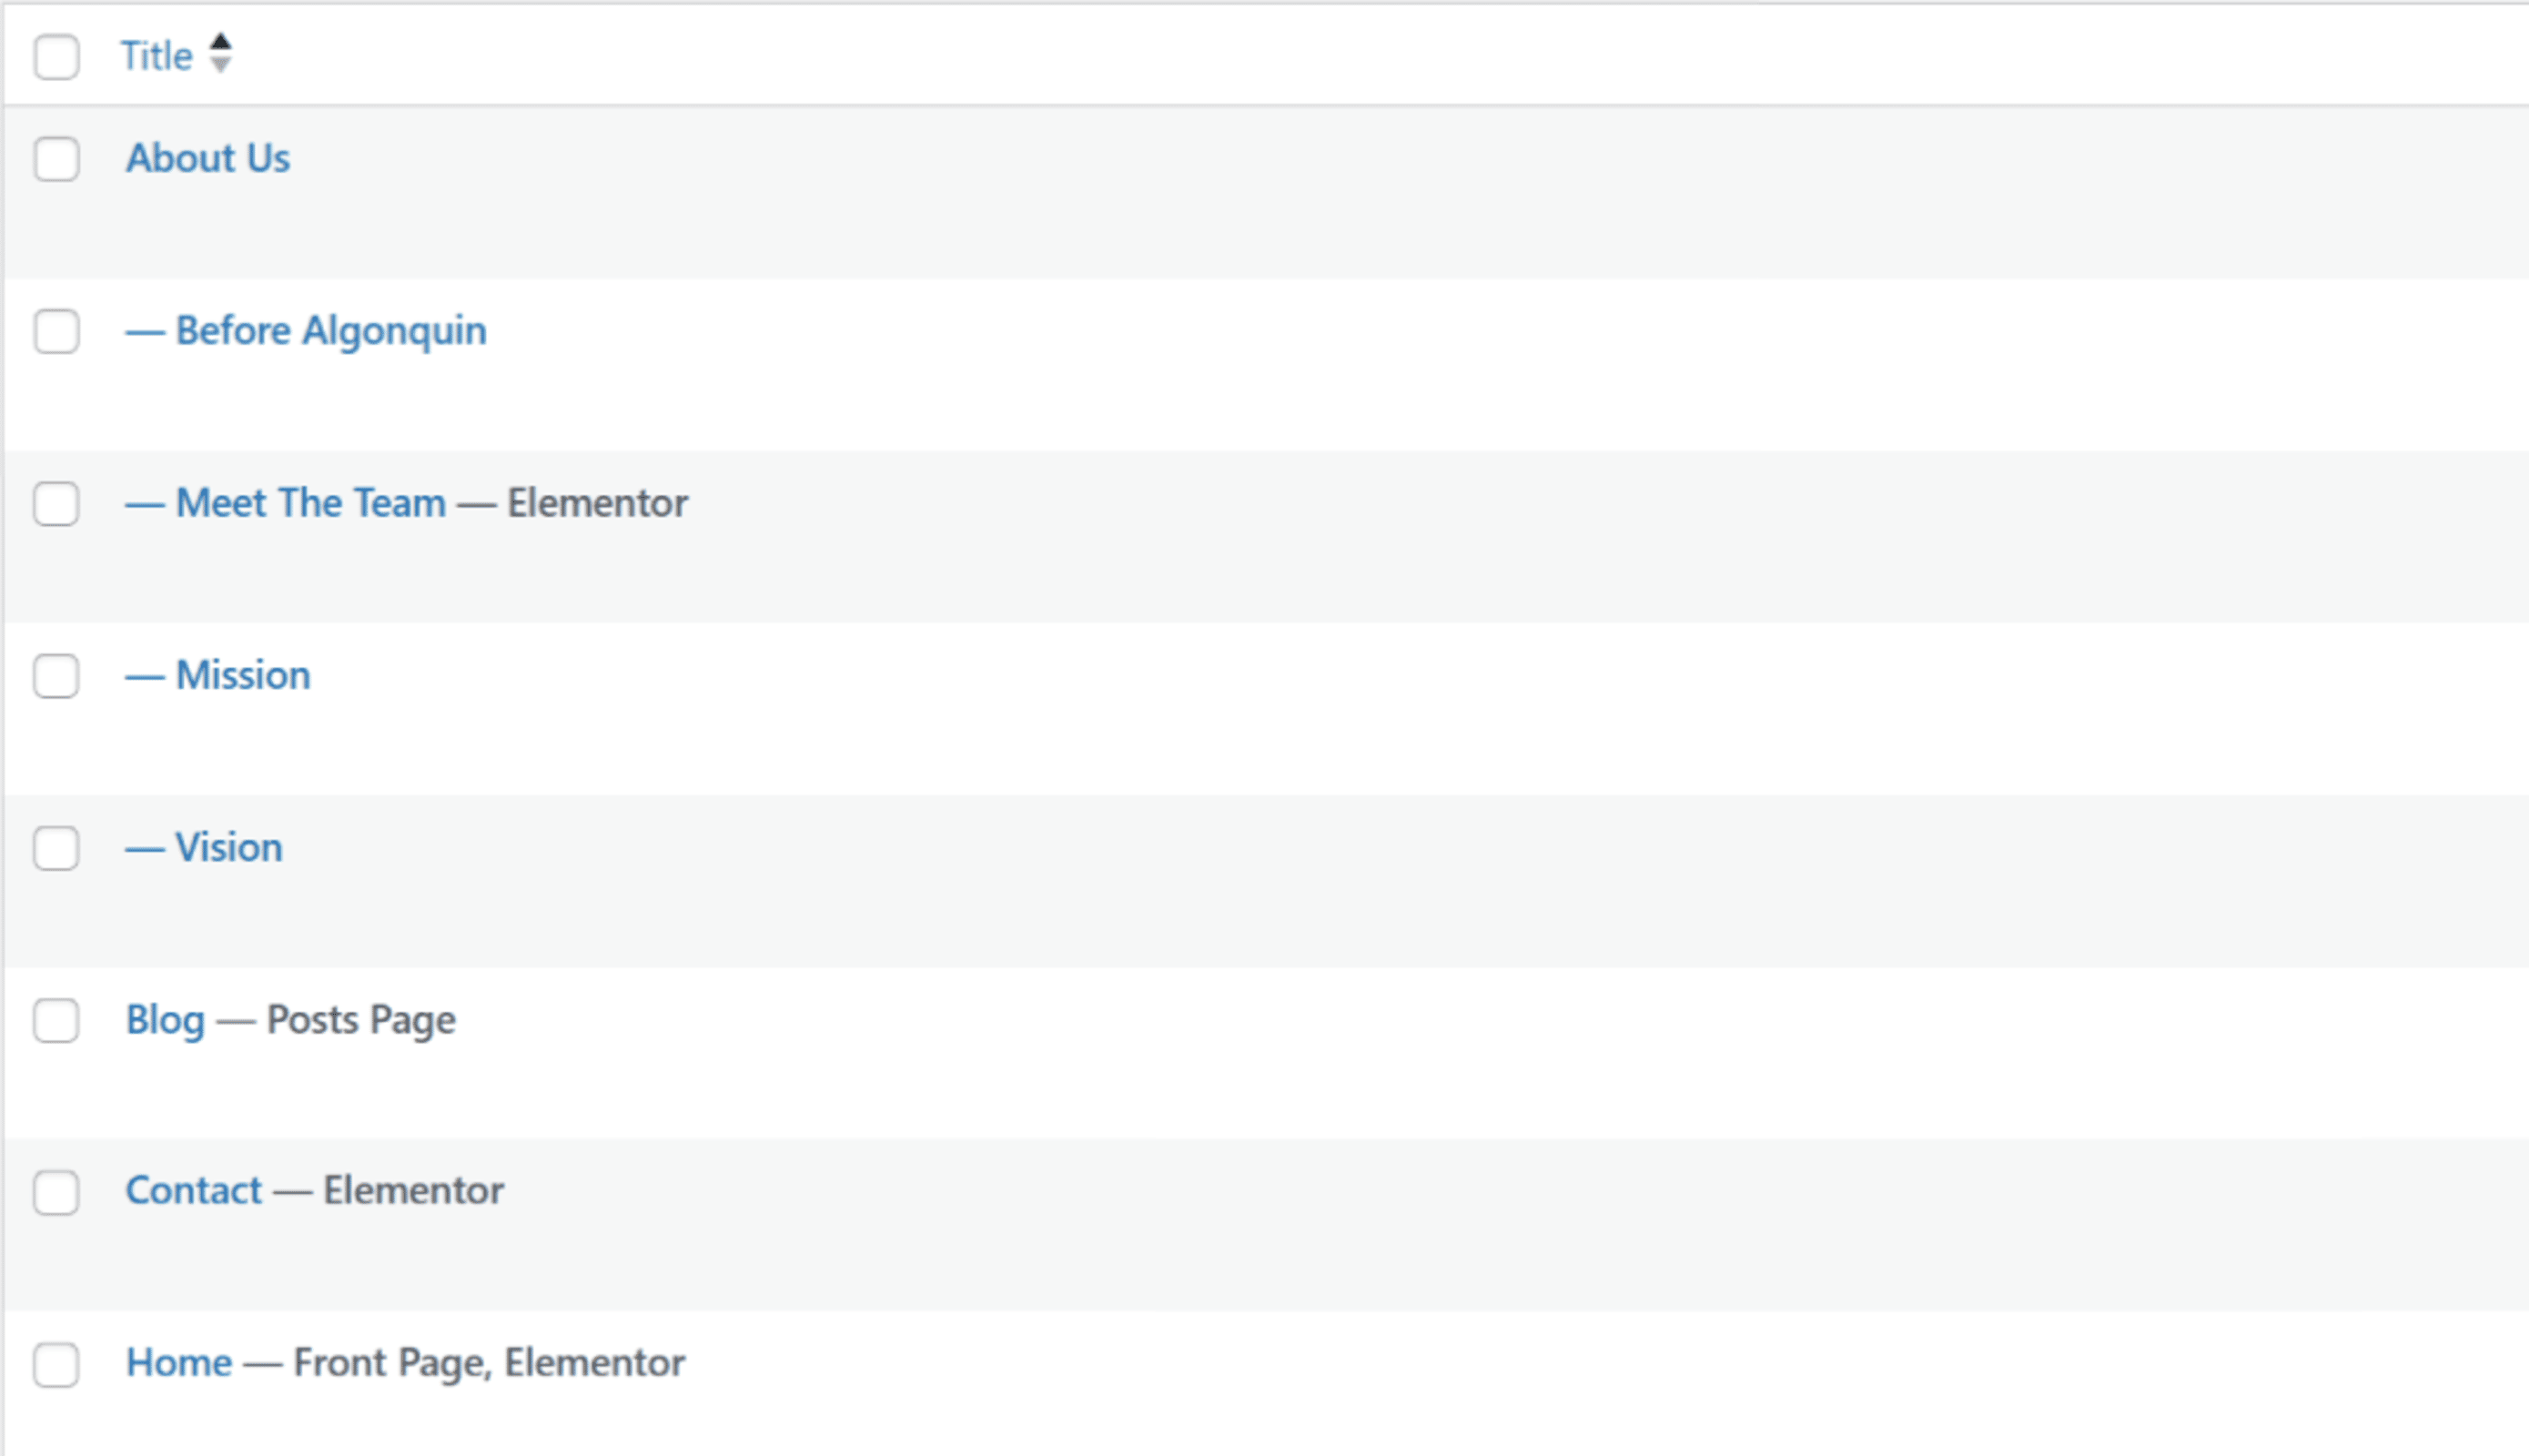 Title
About Us
— Before Algonquin
— Meet The Team — Elementor
— Mission
— Vision
Blog — Posts Page
Contact — Elementor
Home — Front Page, Elementor